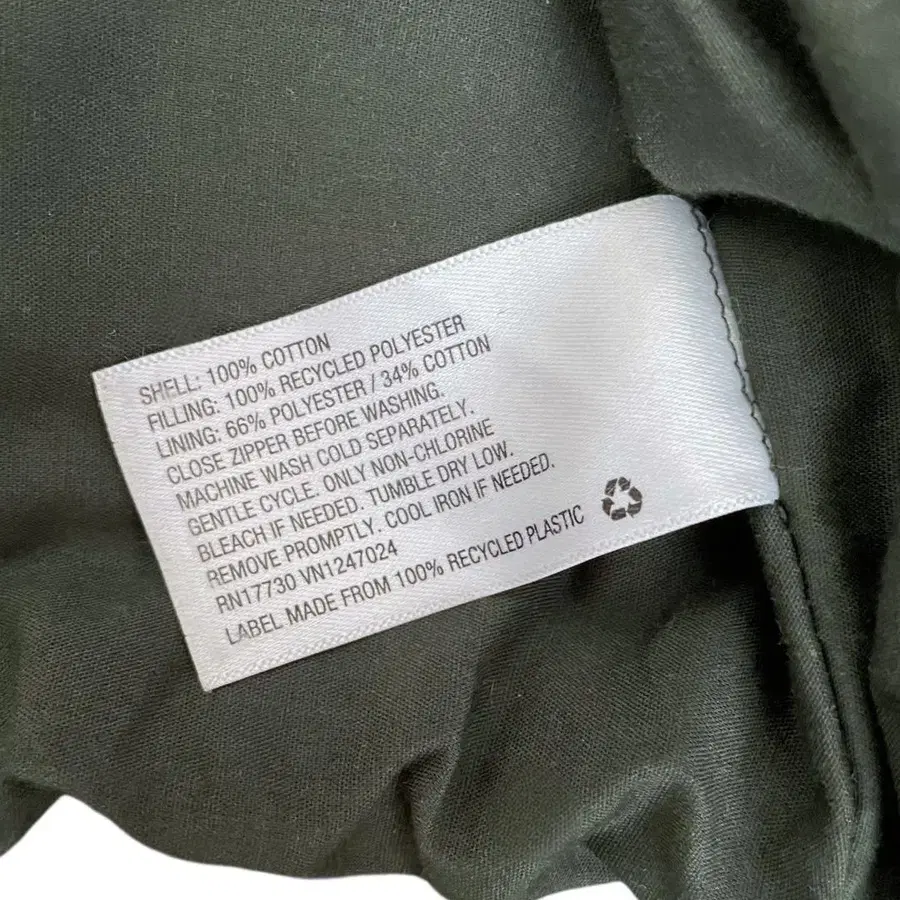 SHELL: 100% COTTON
FILLING: 100% RECYCLED POLYESTER
LINING: 66% POLYESTER / 34% COTTON
CLOSE ZIPPER BEFORE WASHING.
MACHINE WASH COLD SEPARATELY.
GENTLE CYCLE. ONLY NON-CHLORINE
BLEACH IF NEEDED. TUMBLE DRY LOW.
REMOVE PROMPTLY. COOL IRON IF NEEDED.
RN17730 VN1247024
LABEL MADE FROM 100% RECYCLED PLASTIC